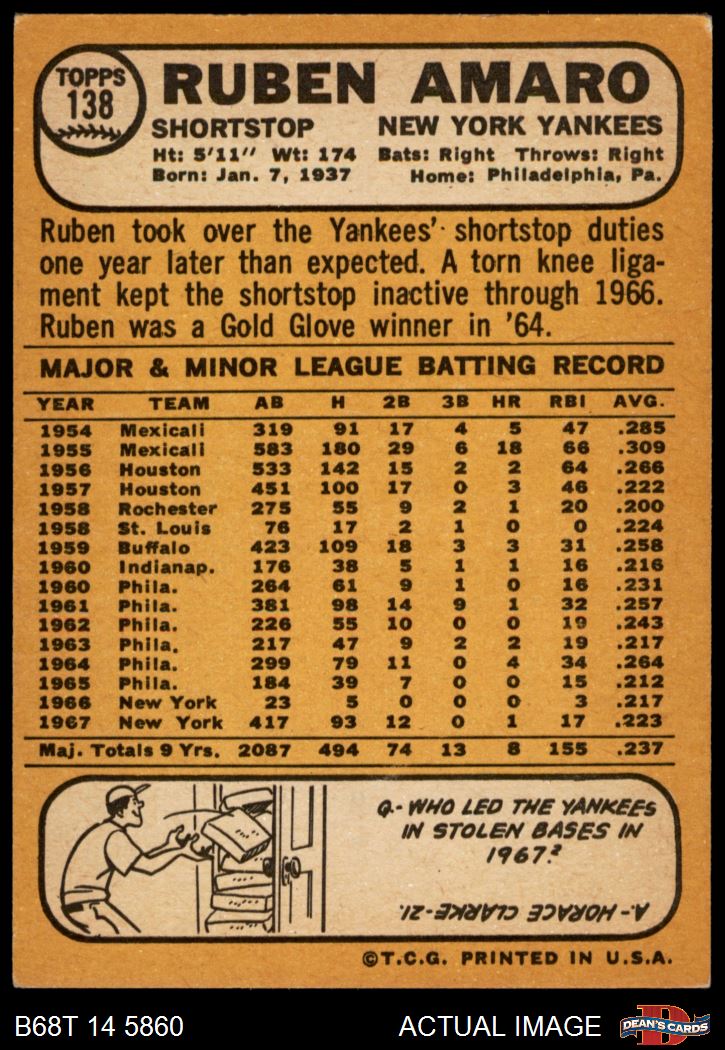 TOPPS
138
RUBEN AMARO
SHORTSTOP NEW YORK YANKEES
Ht: 5'11" Wt: 174 Bats: Right Throws: Right
Born: Jan. 7, 1937 Home: Philadelphia, Pa.
Ruben took over the Yankees' shortstop duties
one year later than expected. A torn knee liga-
ment kept the shortstop inactive through 1966.
Ruben was a Gold Glove winner in '64.
MAJOR & MINOR LEAGUE BATTING RECORD
YEAR TEAM AB H 2B 3B HR RBI AVG.
1954 Mexicali 319 91 17 4 5 47 .285
1955 Mexicali 583 180 29 6 18 66 .309
1956 Houston 533 142 15 2 2 64 .266
1957 Houston 451 100 17 0 3 46 .222
1958 Rochester 275 55 9 2 1 20 .200
1958 St. Louis 76 17 2 1 0 0 .224
1959 Buffalo 423 109 18 3 3 31 .258
1960 Indianap. 176 38 5 1 1 16 .216
1960 Phila. 264 61 9 1 0 16 .231
1961 Phila. 381 98 14 9 1 32 .257
1962 Phila. 226 55 10 0 0 19 .243
1963 Phila. 217 47 9 2 2 19 .217
1964 Phila. 299 79 11 0 4 34 .264
1965 Phila. 184 39 7 0 0 15 .212
1966 New York 23 5 0 0 0 3 .217
1967 New York 417 93 12 0 1 17 .223
Maj. Totals 9 Yrs. 2087 494 74 13 8 155 .237
Q.- WHO LED THE YANKEES
IN STOLEN BASES IN
1967?
A.- HORACE CLARKE-21.
©T.C.G. PRINTED IN U.S.A.
B68T 14 5860 ACTUAL IMAGE DEAN'S CARDS